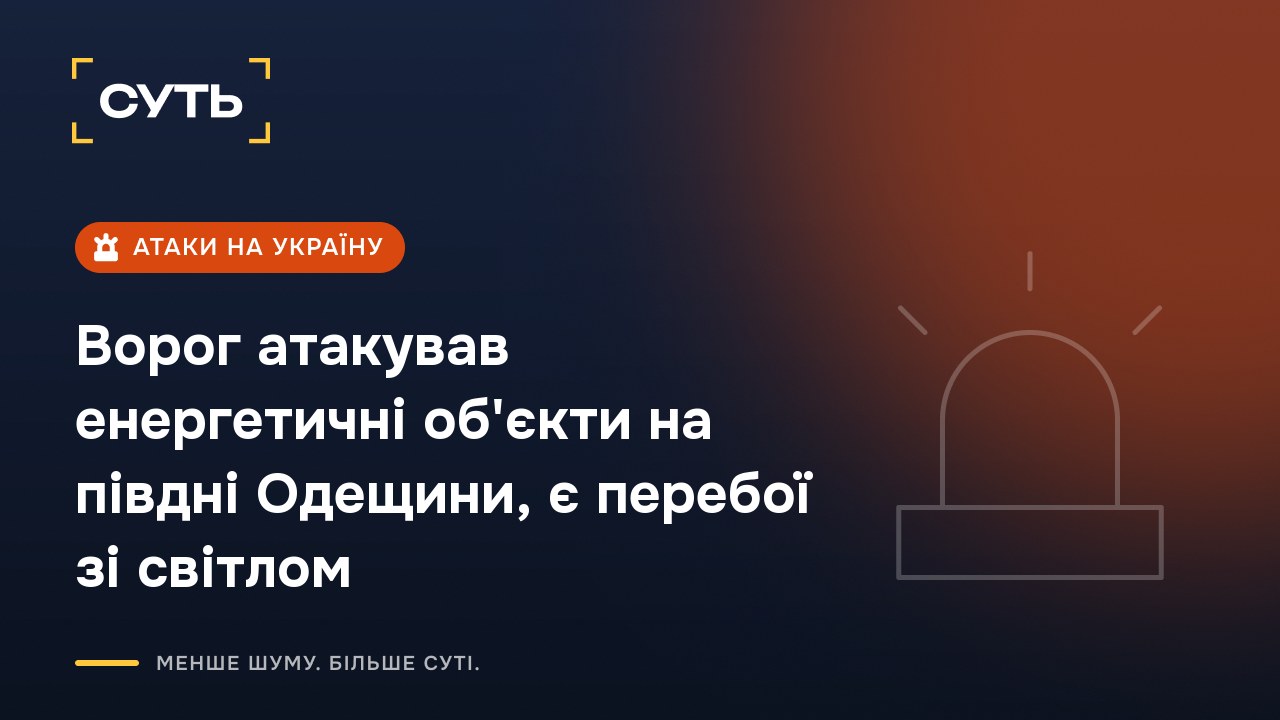 СУТЬ
АТАКИ НА УКРАЇНУ
Ворог атакував
енергетичні об'єкти на
півдні Одещини, є перебої
зі світлом
МЕНШЕ ШУМУ. БІЛЬШЕ СУТІ.